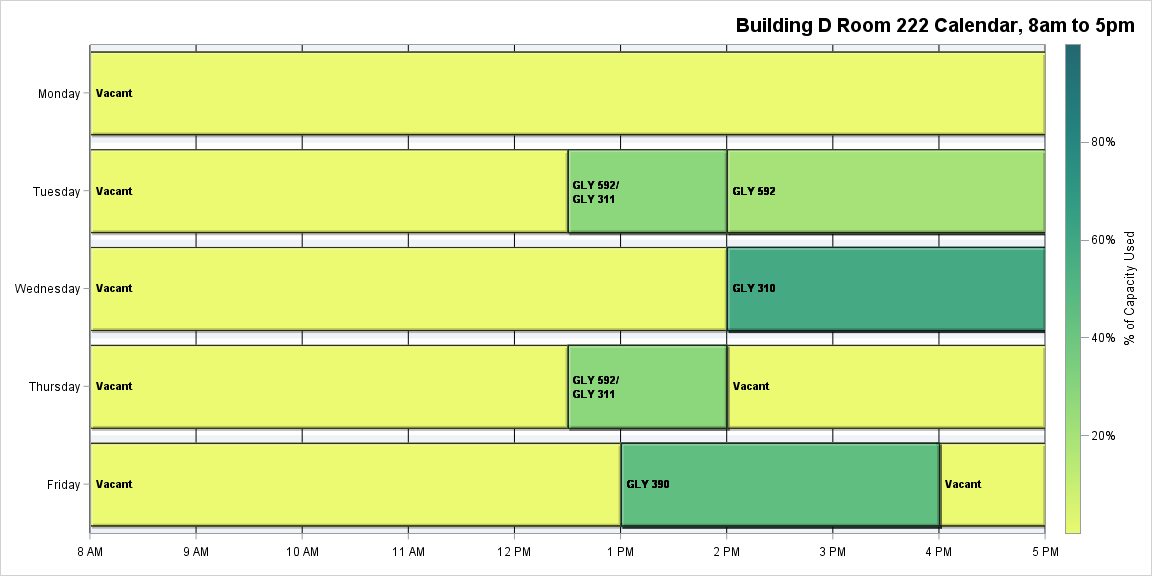 Building D Room 222 Calendar, 8am to 5pm
Monday
Vacant
Tuesday
Vacant
GLY 592/
GLY 311
GLY 592
Wednesday
Vacant
GLY 310
Thursday
Vacant
GLY 592/
GLY 311
Vacant
Friday
Vacant
GLY 390
Vacant
8 AM
9 AM
10 AM
11 AM
12 PM
1 PM
2 PM
3 PM
4 PM
5 PM
80%
60%
40%
20%
% of Capacity Used